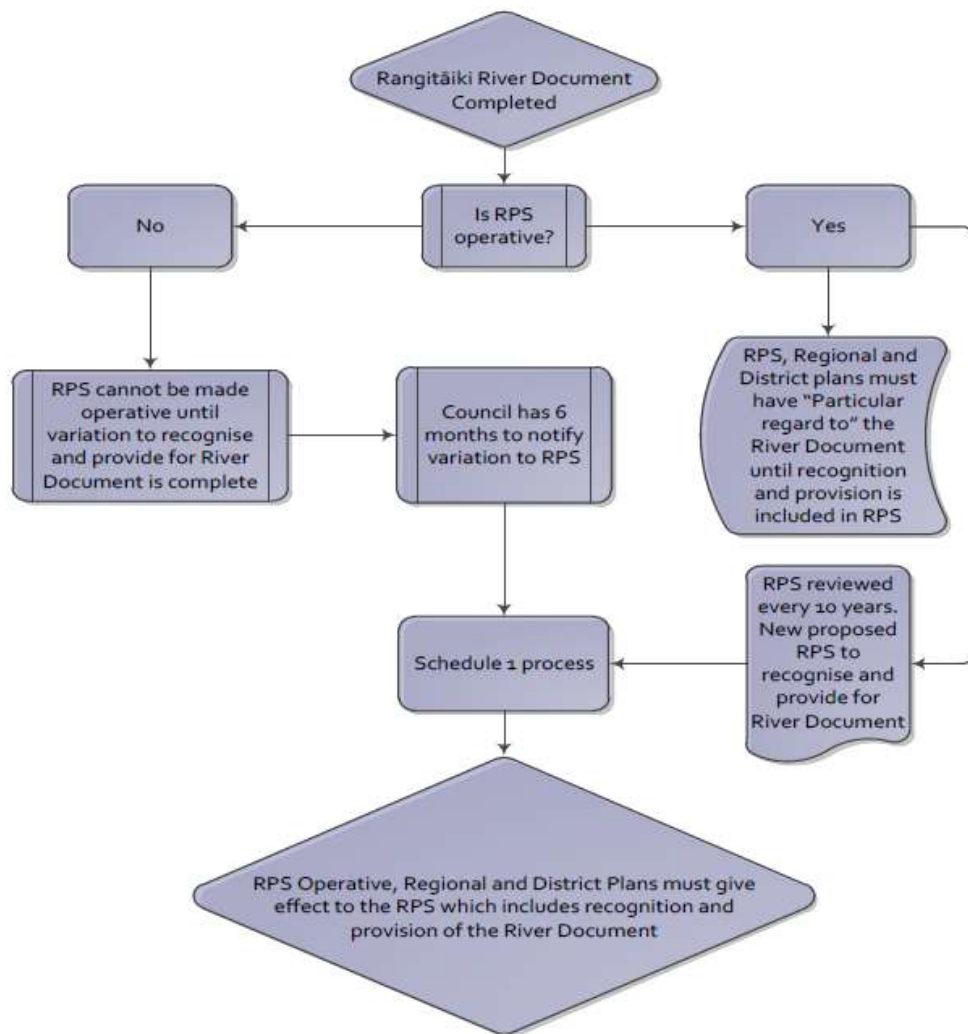 Rangitāiki River Document
Completed
No
Is RPS
operative?
Yes
RPS cannot be made
operative until
variation to recognise
and provide for River
Document is complete
Council has 6
months to notify
variation to RPS
RPS, Regional and
District plans must
have “Particular
regard to” the
River Document
until recognition
and provision is
included in RPS
Schedule 1 process
RPS reviewed
every 10 years.
New proposed
RPS to
recognise and
provide for
River Document
RPS Operative, Regional and District Plans must give
effect to the RPS which includes recognition and
provision of the River Document